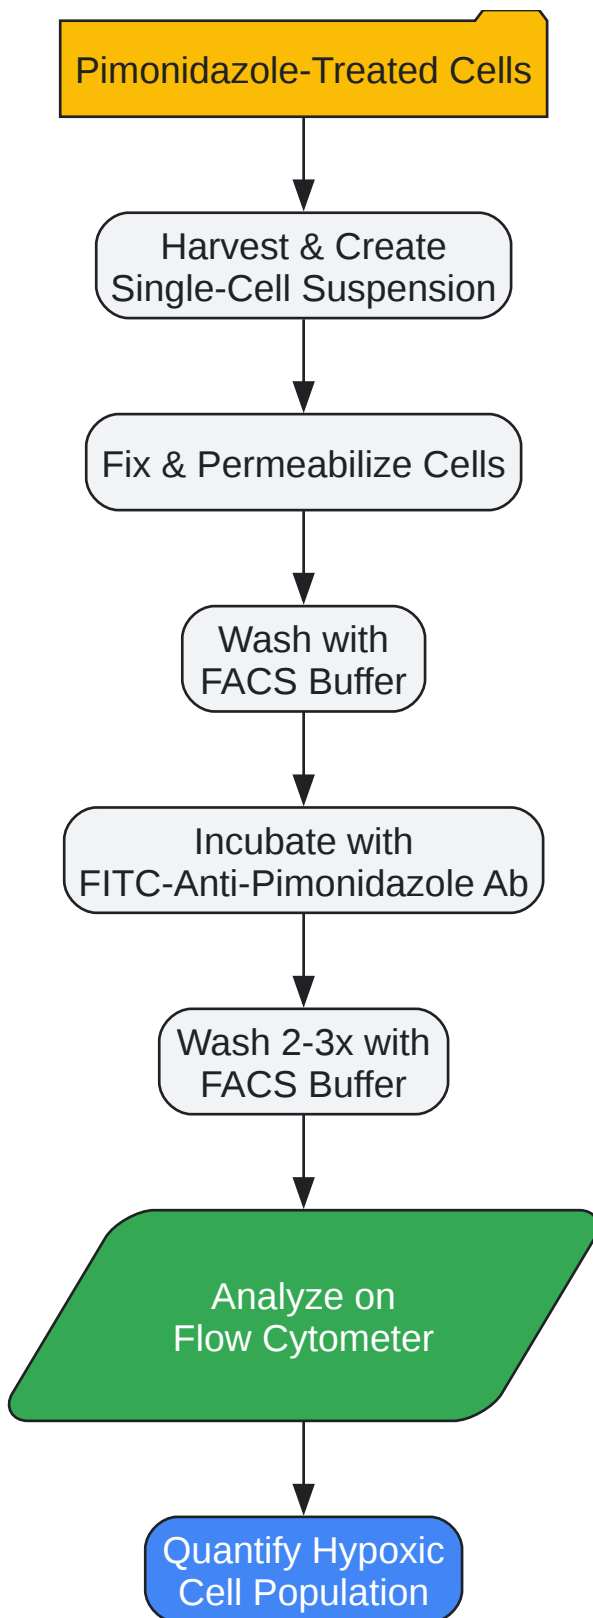 Pimonidazole-Treated Cells
Harvest & Create
Single-Cell Suspension
Fix & Permeabilize Cells
Wash with
FACS Buffer
Incubate with
FITC-Anti-Pimonidazole Ab
Wash 2-3x with
FACS Buffer
Analyze on
Flow Cytometer
Quantify Hypoxic
Cell Population